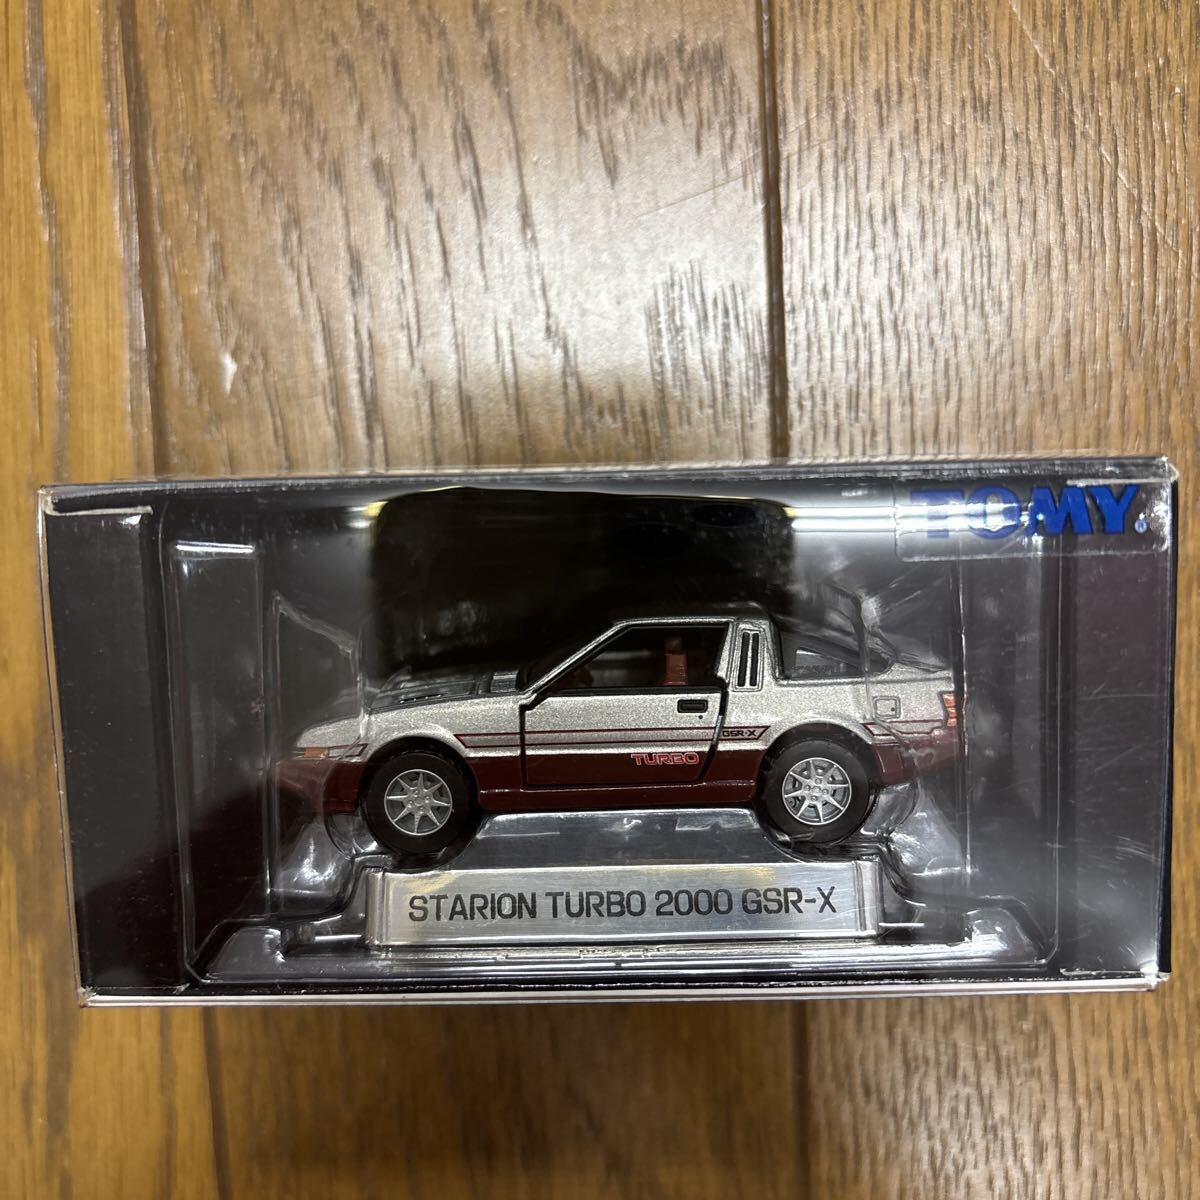 TOMY
GSR-X
TURBO
STARION TURBO 2000 GSR-X